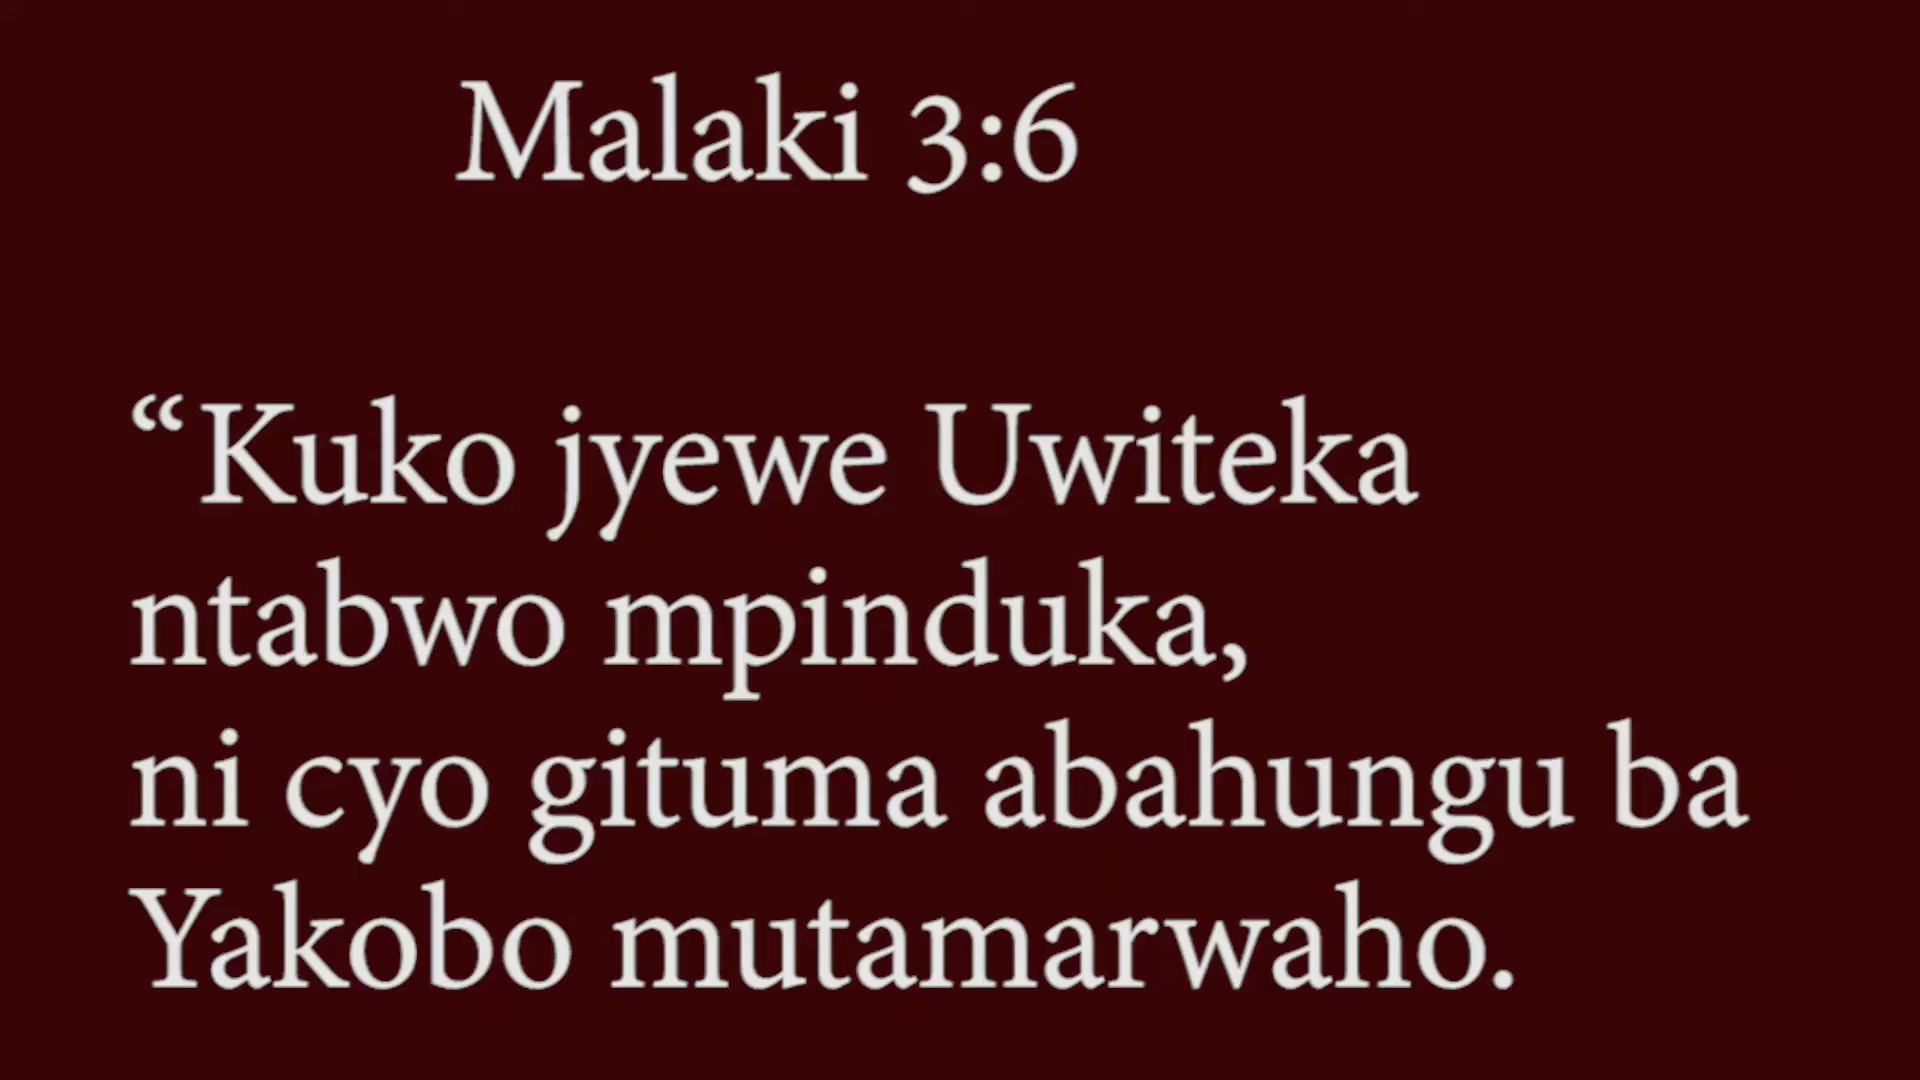 Malaki 3:6
“Kuko jyewe Uwiteka
ntabwo mpinduka,
ni cyo gituma abahungu ba
Yakobo mutamarwaho.